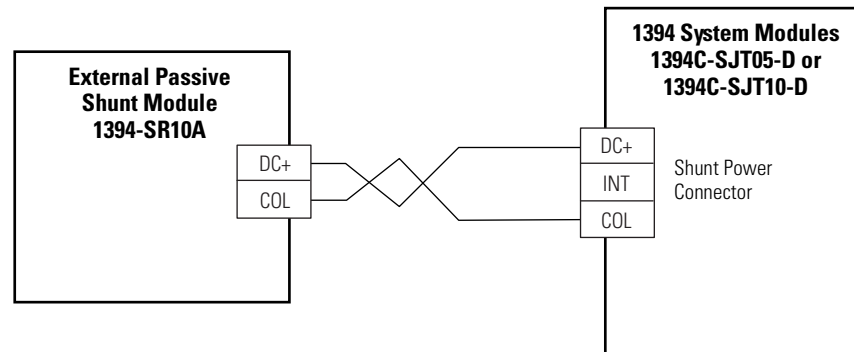 External Passive
Shunt Module
1394-SR10A
DC+
COL
1394 System Modules
1394C-SJT05-D or
1394C-SJT10-D
DC+
INT
COL
Shunt Power
Connector